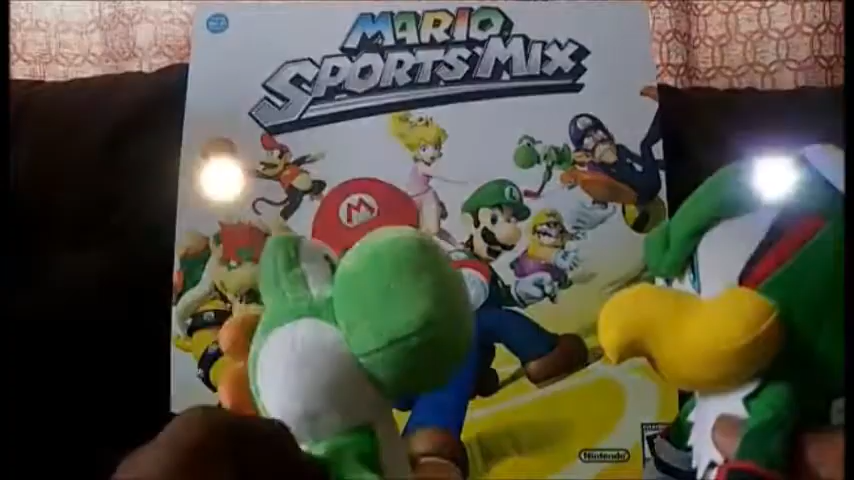 MARIO
SPORTS MIX
M
L
Nintendo